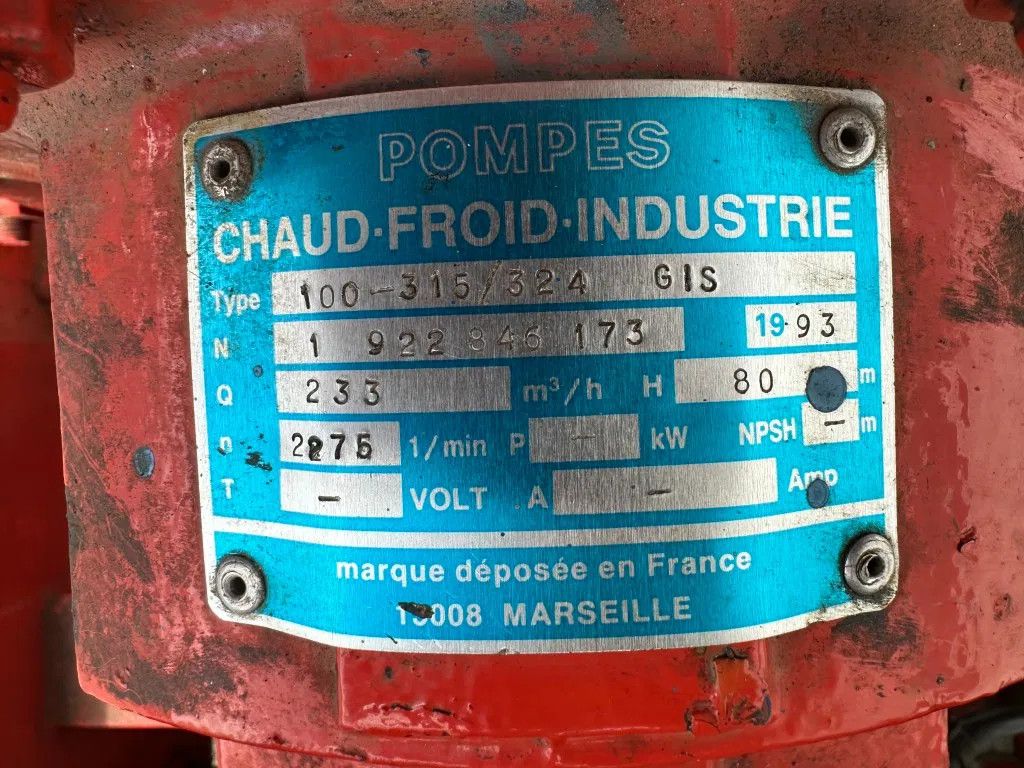 POMPES
CHAUD·FROID·INDUSTRIE
Type 100-315/324 GIS
N 1 922 846 173 1993
Q 233 m³/h H 80 m
n 2875 1/min P - kW NPSH - m
T - VOLT A - Amp
marque déposée en France
13008 MARSEILLE